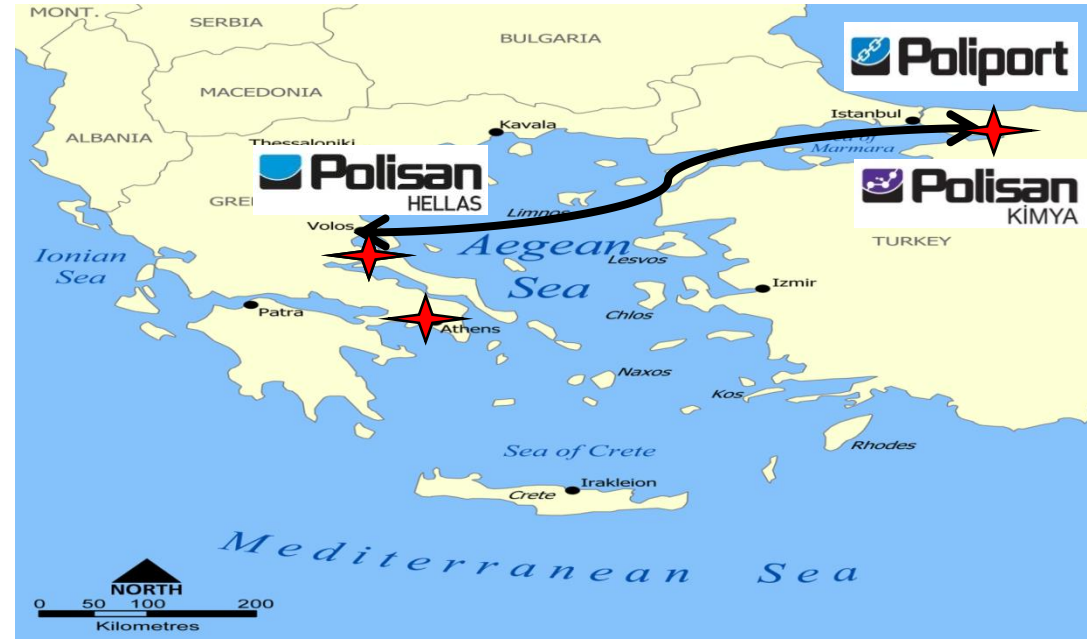 MONT.
SERBIA
BULGARIA
Poliport
MACEDONIA
Istanbul
Kavala
ALBANIA
Thessaloniki
Marmara
Polisan
HELLAS
Polisan
KİMYA
GRE
Limnos
Volos
TURKEY
Aegean
Sea
Lesvos
Ionian
Sea
Izmir
Patra
Chlos
Athens
Naxos
Kos
Rhodes
Sea of Crete
Irakleion
Crete
Mediterranean Sea
NORTH
0 50 100 200
Kilometres